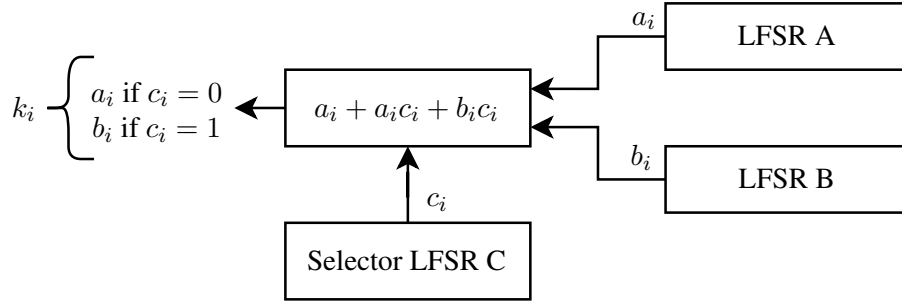 a_i
LFSR A
k_i
a_i if c_i = 0
b_i if c_i = 1
a_i + a_i c_i + b_i c_i
b_i
LFSR B
c_i
Selector LFSR C